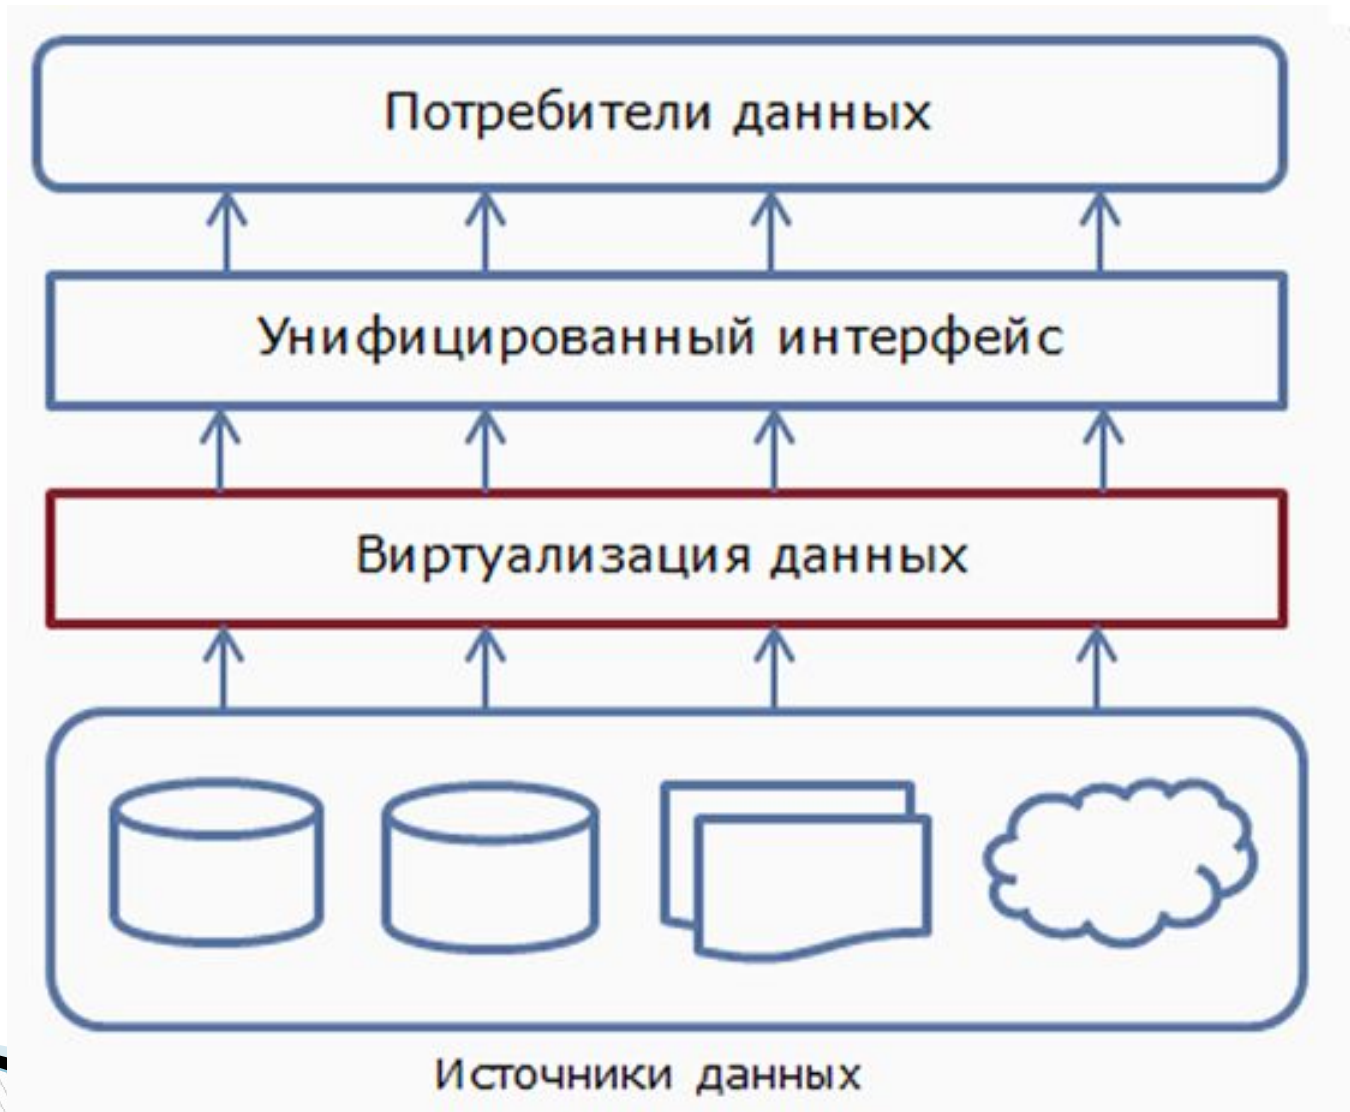 Потребители данных
Унифицированный интерфейс
Виртуализация данных
Источники данных